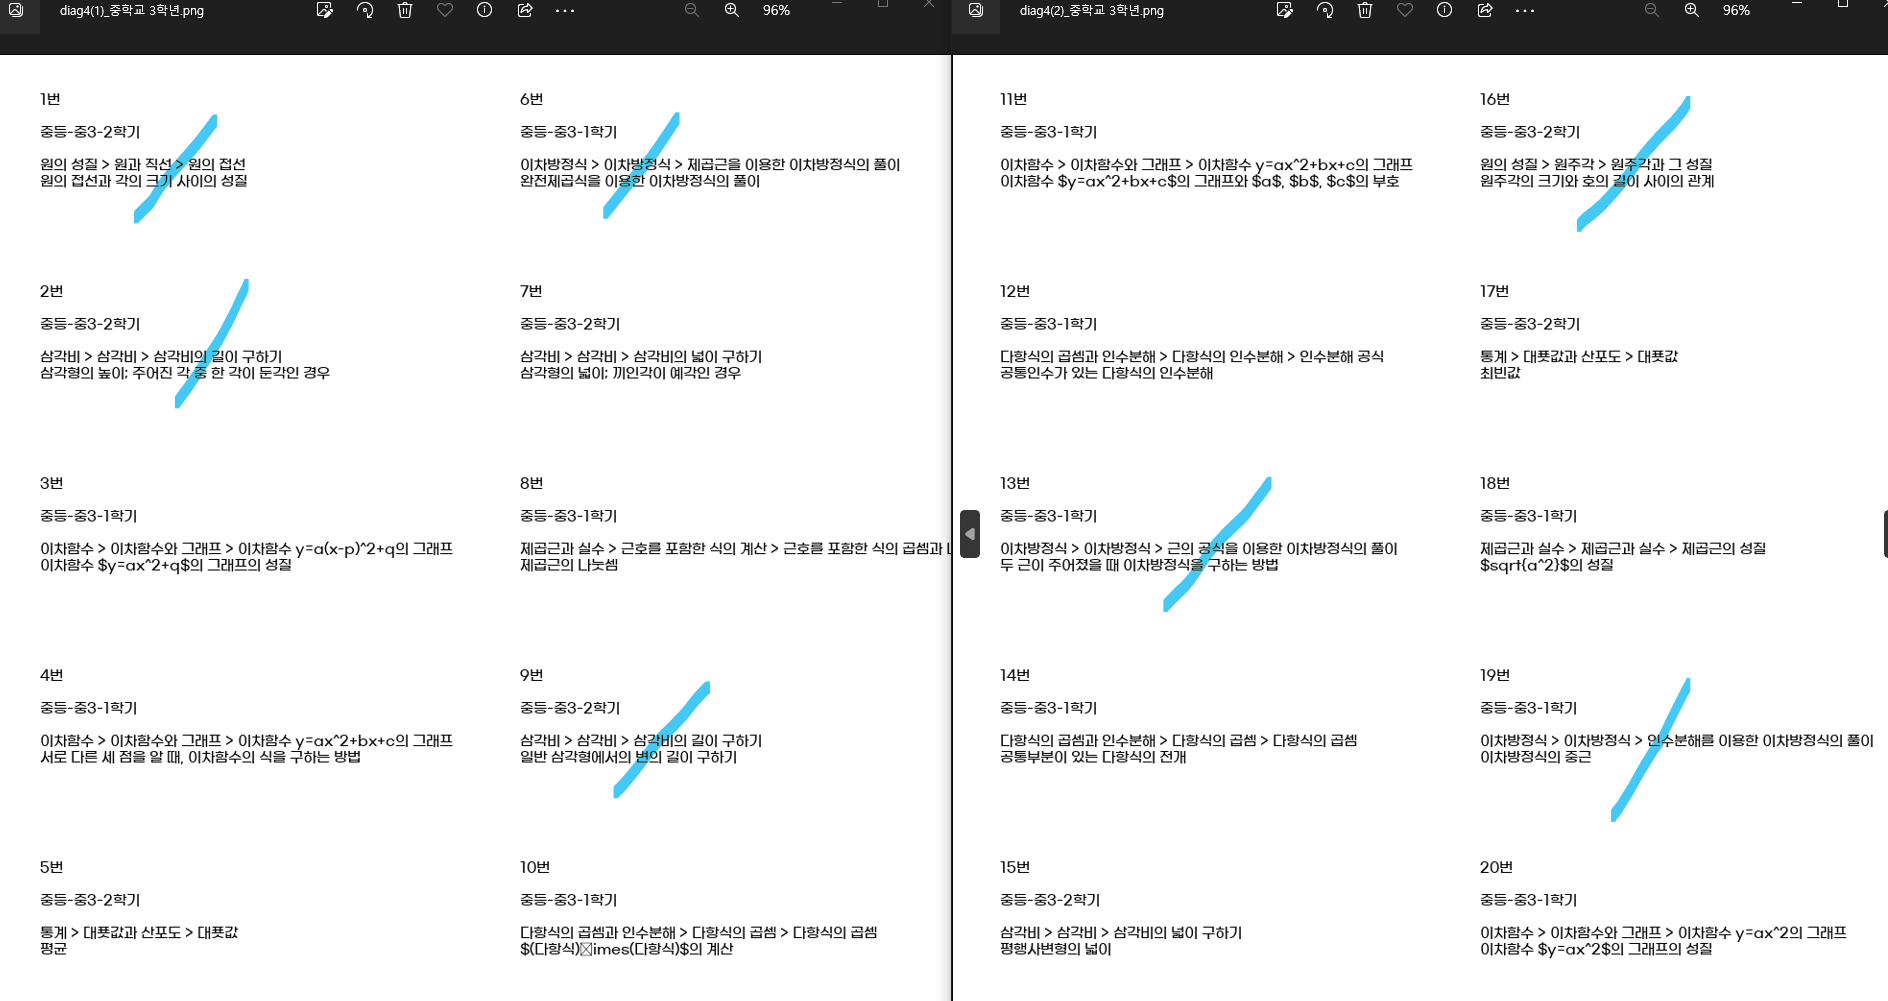 diag4(1)_중학교 3학년.png
96%
1번
중등-중3-2학기
원의 성질 > 원과 직선 > 원의 접선
원의 접선과 각의 크기 사이의 성질
2번
중등-중3-2학기
삼각비 > 삼각비 > 삼각비의 길이 구하기
삼각형의 높이; 주어진 각 중 한 각이 둔각인 경우
3번
중등-중3-1학기
이차함수 > 이차함수와 그래프 > 이차함수 y=a(x-p)^2+q의 그래프
이차함수 $y=ax^2+q$의 그래프의 성질
4번
중등-중3-1학기
이차함수 > 이차함수와 그래프 > 이차함수 y=ax^2+bx+c의 그래프
서로 다른 세 점을 알 때, 이차함수의 식을 구하는 방법
5번
중등-중3-2학기
통계 > 대푯값과 산포도 > 대푯값
평균
6번
중등-중3-1학기
이차방정식 > 이차방정식 > 제곱근을 이용한 이차방정식의 풀이
완전제곱식을 이용한 이차방정식의 풀이
7번
중등-중3-2학기
삼각비 > 삼각비 > 삼각비의 넓이 구하기
삼각형의 넓이; 끼인각이 예각인 경우
8번
중등-중3-1학기
제곱근과 실수 > 근호를 포함한 식의 계산 > 근호를 포함한 식의 곱셈과
제곱근의 나눗셈
9번
중등-중3-2학기
삼각비 > 삼각비 > 삼각비의 길이 구하기
일반 삼각형에서의 변의 길이 구하기
10번
중등-중3-1학기
다항식의 곱셈과 인수분해 > 다항식의 곱셈 > 다항식의 곱셈
$(다항식)☒imes(다항식)$의 계산
diag4(2)_중학교 3학년.png
96%
11번
중등-중3-1학기
이차함수 > 이차함수와 그래프 > 이차함수 y=ax^2+bx+c의 그래프
이차함수 $y=ax^2+bx+c$의 그래프와 $a$, $b$, $c$의 부호
12번
중등-중3-1학기
다항식의 곱셈과 인수분해 > 다항식의 인수분해 > 인수분해 공식
공통인수가 있는 다항식의 인수분해
13번
중등-중3-1학기
이차방정식 > 이차방정식 > 근의 공식을 이용한 이차방정식의 풀이
두 근이 주어졌을 때 이차방정식을 구하는 방법
14번
중등-중3-1학기
다항식의 곱셈과 인수분해 > 다항식의 곱셈 > 다항식의 곱셈
공통부분이 있는 다항식의 전개
15번
중등-중3-2학기
삼각비 > 삼각비 > 삼각비의 넓이 구하기
평행사변형의 넓이
16번
중등-중3-2학기
원의 성질 > 원주각 > 원주각과 그 성질
원주각의 크기와 호의 길이 사이의 관계
17번
중등-중3-2학기
통계 > 대푯값과 산포도 > 대푯값
최빈값
18번
중등-중3-1학기
제곱근과 실수 > 제곱근과 실수 > 제곱근의 성질
$sqrt{a^2}$의 성질
19번
중등-중3-1학기
이차방정식 > 이차방정식 > 인수분해를 이용한 이차방정식의 풀이
이차방정식의 중근
20번
중등-중3-1학기
이차함수 > 이차함수와 그래프 > 이차함수 y=ax^2의 그래프
이차함수 $y=ax^2$의 그래프의 성질